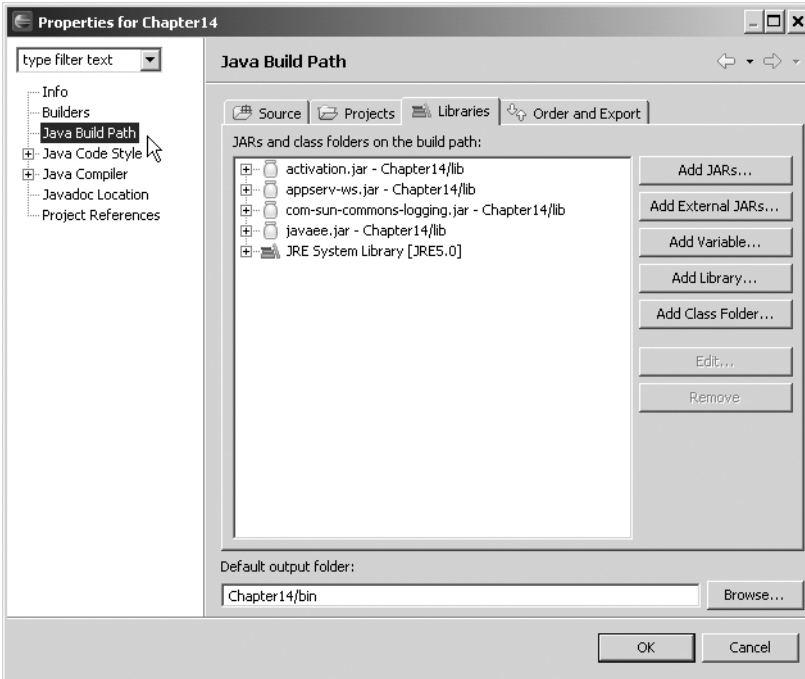 Properties for Chapter14
type filter text
Info
Builders
Java Build Path
Java Code Style
Java Compiler
Javadoc Location
Project References
Java Build Path
Source
Projects
Libraries
Order and Export
JARs and class folders on the build path:
activation.jar - Chapter14/lib
appserv-ws.jar - Chapter14/lib
com-sun-commons-logging.jar - Chapter14/lib
javaee.jar - Chapter14/lib
JRE System Library [JRE5.0]
Add JARs...
Add External JARs...
Add Variable...
Add Library...
Add Class Folder...
Edit...
Remove
Default output folder:
Chapter14/bin
Browse...
OK
Cancel